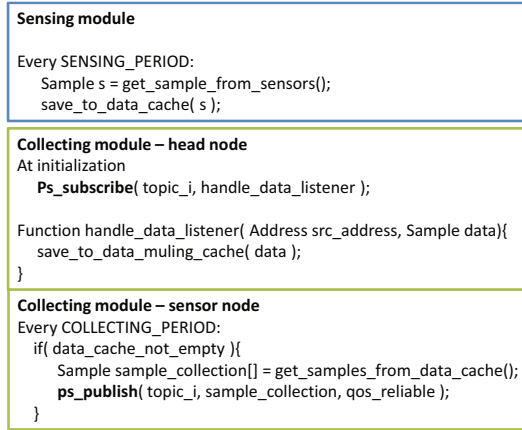 Sensing module
Every SENSING_PERIOD:
Sample s = get_sample_from_sensors();
save_to_data_cache( s );
Collecting module – head node
At initialization
Ps_subscribe( topic_i, handle_data_listener );
Function handle_data_listener( Address src_address, Sample data){
save_to_data_muling_cache( data );
}
Collecting module – sensor node
Every COLLECTING_PERIOD:
if( data_cache_not_empty ){
Sample sample_collection[] = get_samples_from_data_cache();
ps_publish( topic_i, sample_collection, qos_reliable );
}